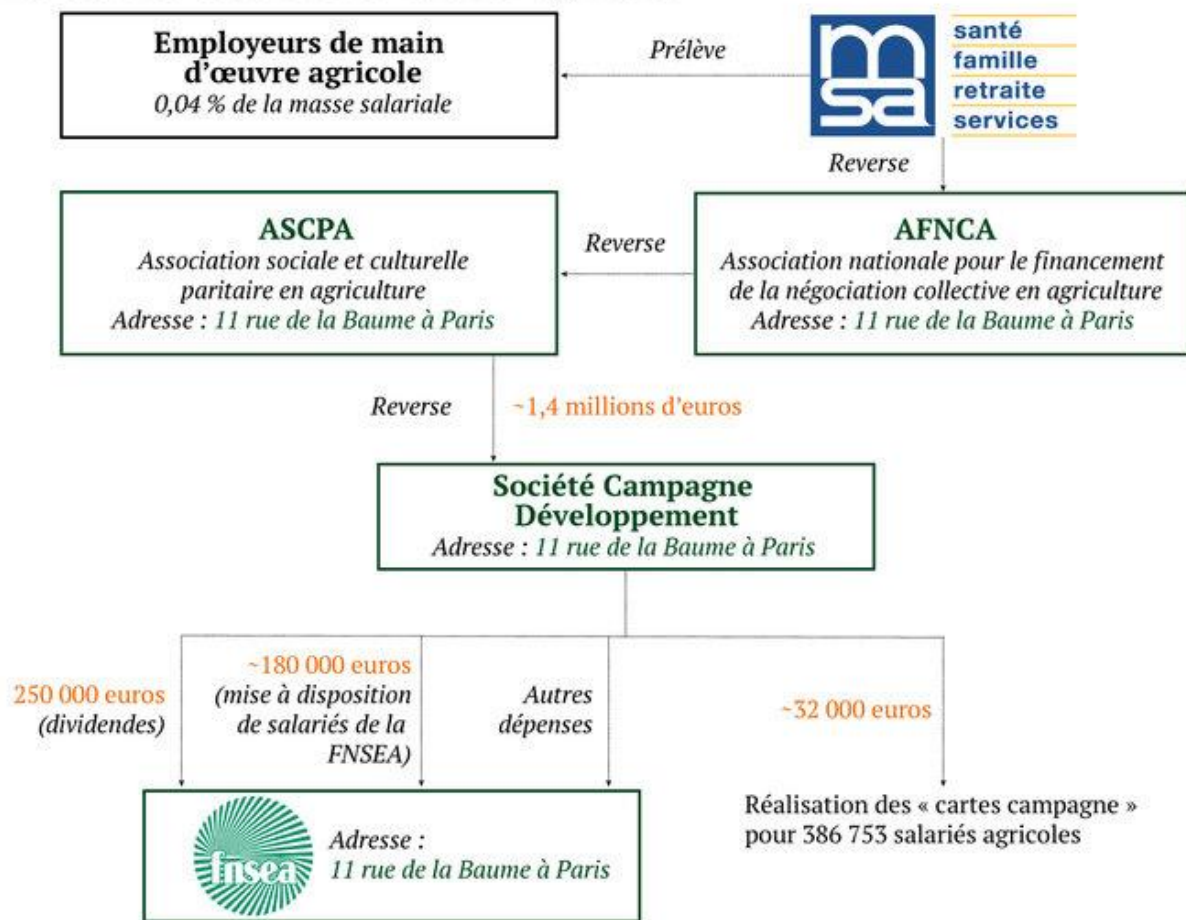 Employeurs de main
d'œuvre agricole
0,04 % de la masse salariale
Prélève
msa
santé
famille
retraite
services
Reverse
ASCPA
Association sociale et culturelle
paritaire en agriculture
Adresse : 11 rue de la Baume à Paris
Reverse
AFNCA
Association nationale pour le financement
de la négociation collective en agriculture
Adresse : 11 rue de la Baume à Paris
Reverse
~1,4 millions d'euros
Société Campagne
Développement
Adresse : 11 rue de la Baume à Paris
250 000 euros
(dividendes)
~180 000 euros
(mise à disposition
de salariés de la
FNSEA)
Autres
dépenses
~32 000 euros
fnsea
Adresse :
11 rue de la Baume à Paris
Réalisation des « cartes campagne »
pour 386 753 salariés agricoles